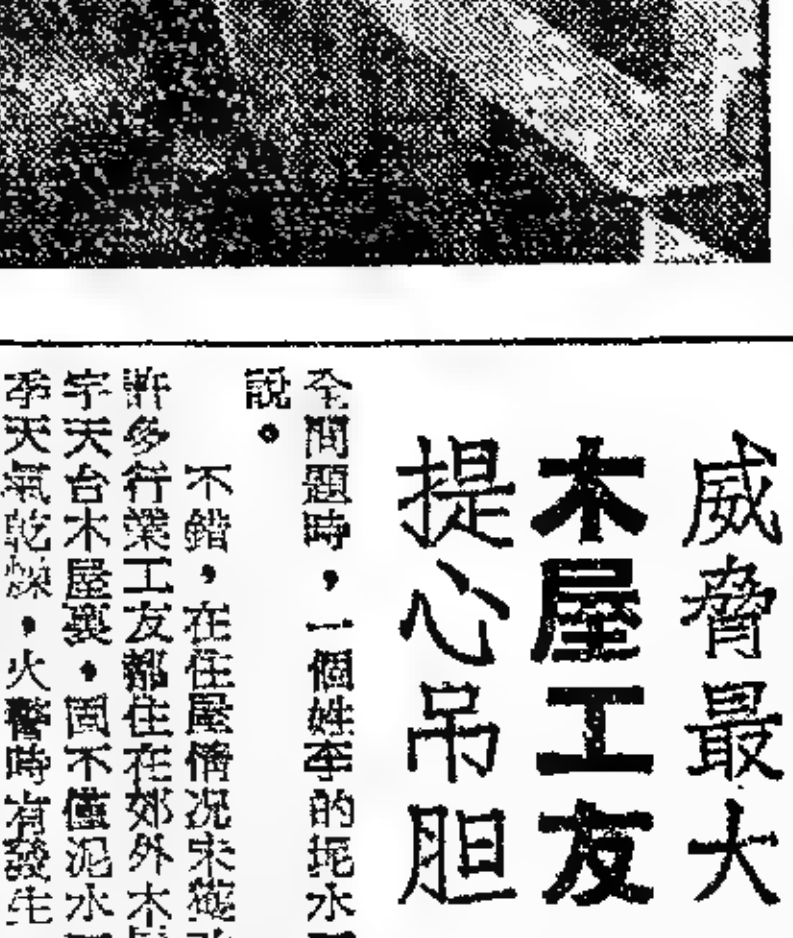 威脅最大
木屋工友
提心吊胆
全問題時，一個姓李的坭水
說。
不錯，在住屋情况未
許多行業工友都住在郊外木
字天台木屋裏，固不僅泥水
季天氣乾燥，火警時有發生